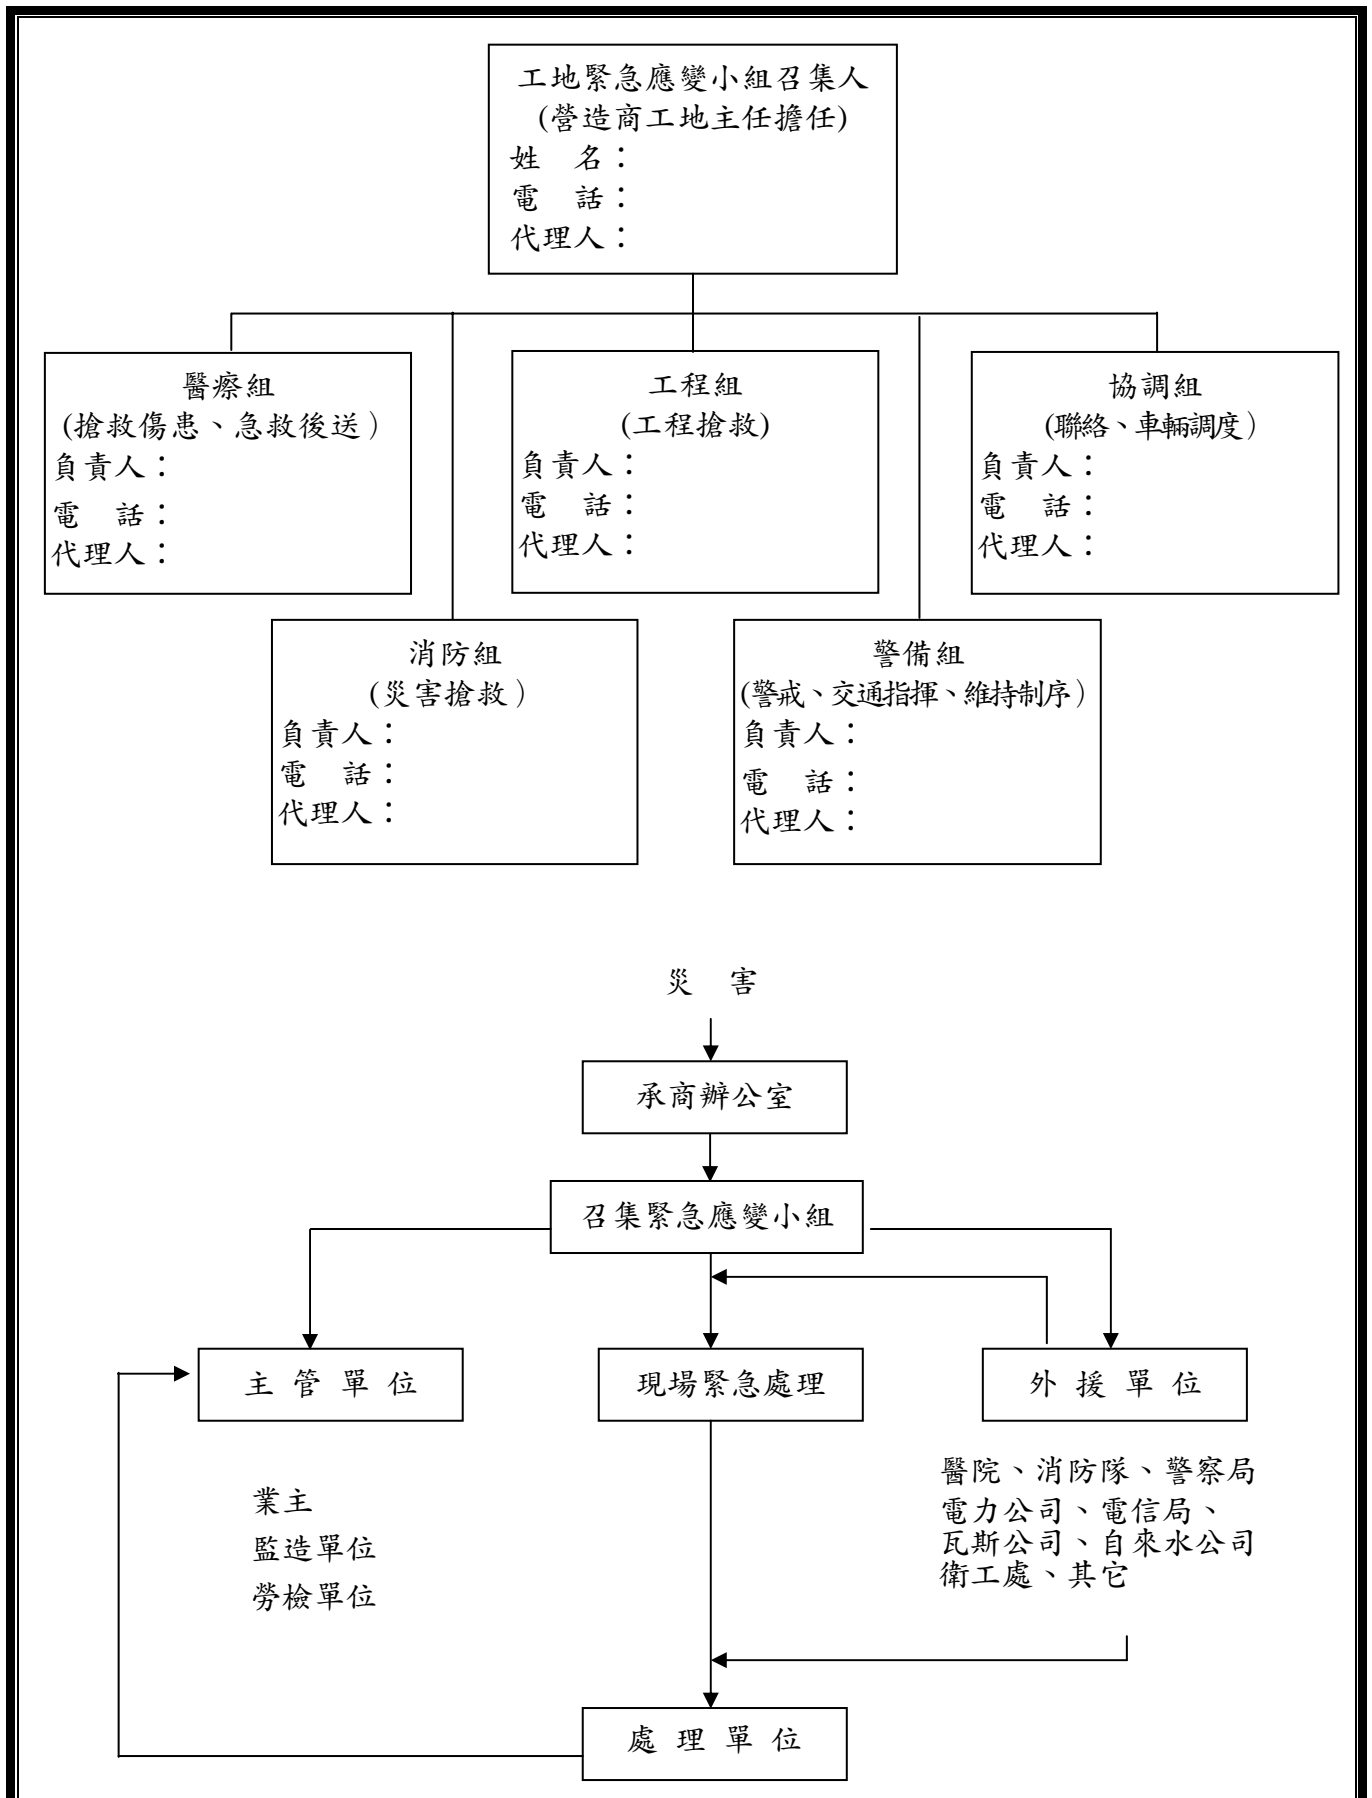 工地緊急應變小組召集人
(營造商工地主任擔任)
姓　名：
電　話：
代理人：
醫療組
(搶救傷患、急救後送)
負責人：
電　話：
代理人：
工程組
(工程搶救)
負責人：
電　話：
代理人：
協調組
(聯絡、車輛調度)
負責人：
電　話：
代理人：
消防組
(災害搶救)
負責人：
電　話：
代理人：
警備組
(警戒、交通指揮、維持制序)
負責人：
電　話：
代理人：
災　害
承商辦公室
召集緊急應變小組
主 管 單 位
現場緊急處理
外 援 單 位
業主
監造單位
勞檢單位
醫院、消防隊、警察局
電力公司、電信局、
瓦斯公司、自來水公司
衛工處、其它
處 理 單 位